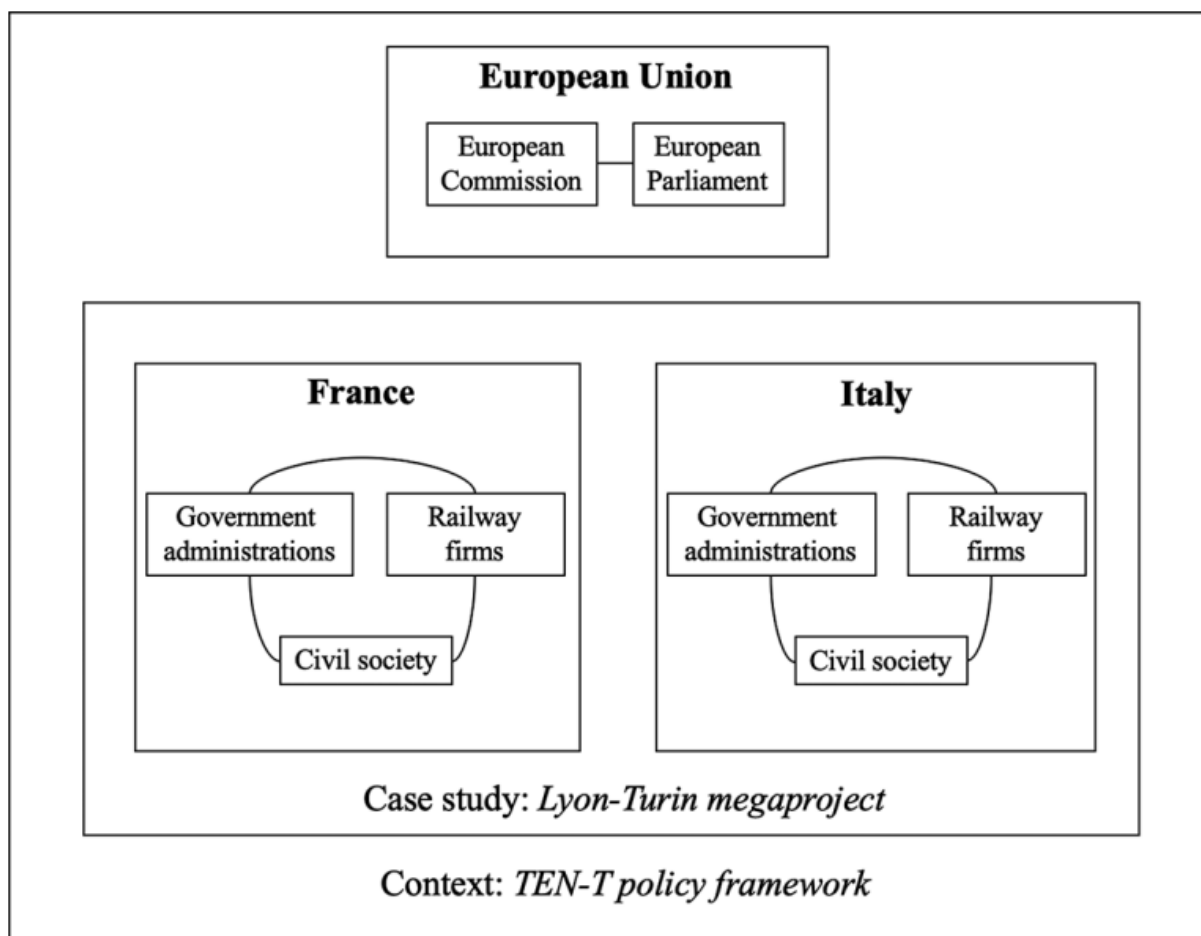 European Union
European
Commission
European
Parliament
France
Government
administrations
Railway
firms
Civil society
Italy
Government
administrations
Railway
firms
Civil society
Case study: Lyon-Turin megaproject
Context: TEN-T policy framework